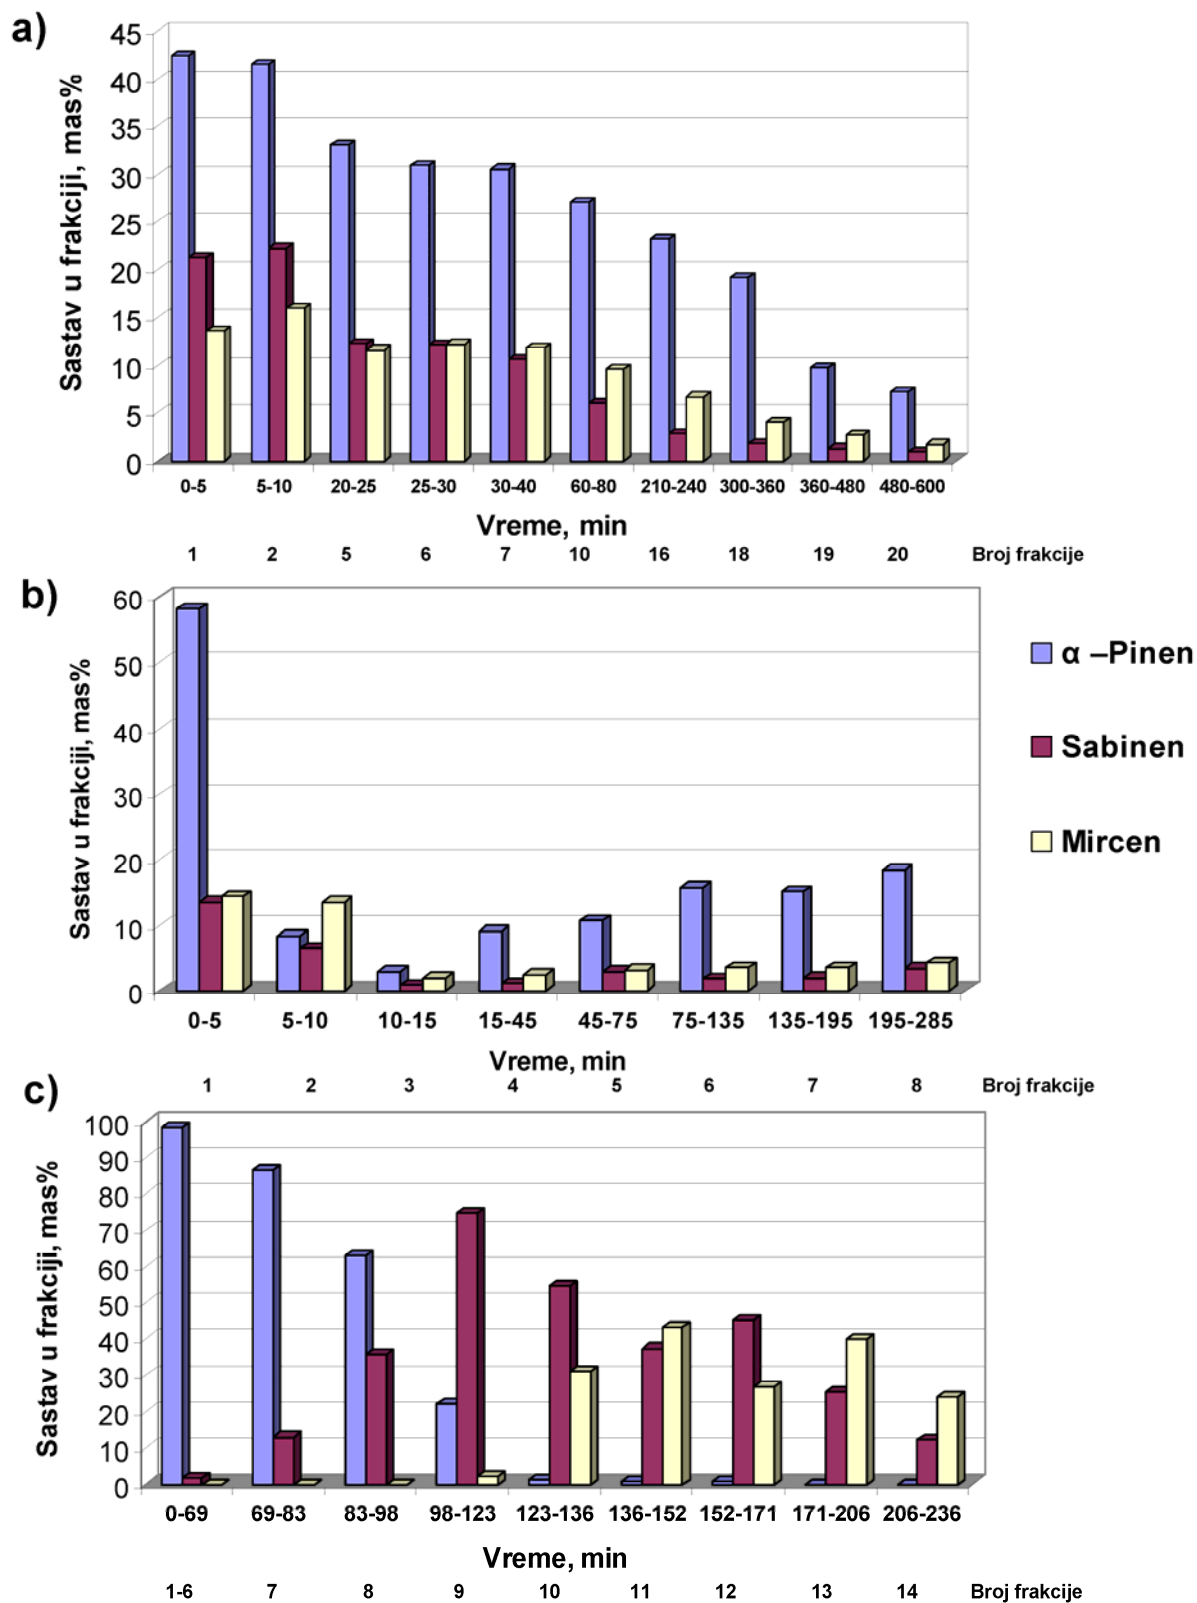 a)
Sastav u frakciji, mas%
45
40
35
30
25
20
15
10
5
0
0-5 5-10 20-25 25-30 30-40 60-80 210-240 300-360 360-480 480-600
Vreme, min
1 2 5 6 7 10 16 18 19 20 Broj frakcije
b)
Sastav u frakciji, mas%
60
50
40
30
20
10
0
0-5 5-10 10-15 15-45 45-75 75-135 135-195 195-285
Vreme, min
1 2 3 4 5 6 7 8 Broj frakcije
α –Pinen
Sabinen
Mircen
c)
Sastav u frakciji, mas%
100
90
80
70
60
50
40
30
20
10
0
0-69 69-83 83-98 98-123 123-136 136-152 152-171 171-206 206-236
Vreme, min
1-6 7 8 9 10 11 12 13 14 Broj frakcije